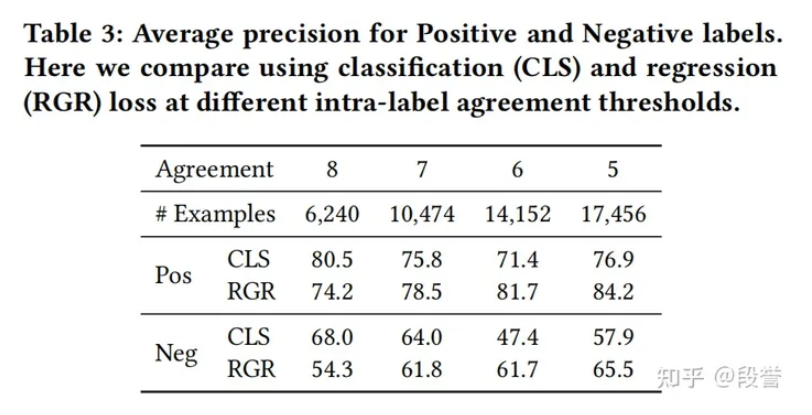 Table 3: Average precision for Positive and Negative labels.
Here we compare using classification (CLS) and regression
(RGR) loss at different intra-label agreement thresholds.
Agreement 8 7 6 5
# Examples 6,240 10,474 14,152 17,456
Pos CLS 80.5 75.8 71.4 76.9
RGR 74.2 78.5 81.7 84.2
Neg CLS 68.0 64.0 47.4 57.9
RGR 54.3 61.8 61.7 65.5
知乎 @段誉